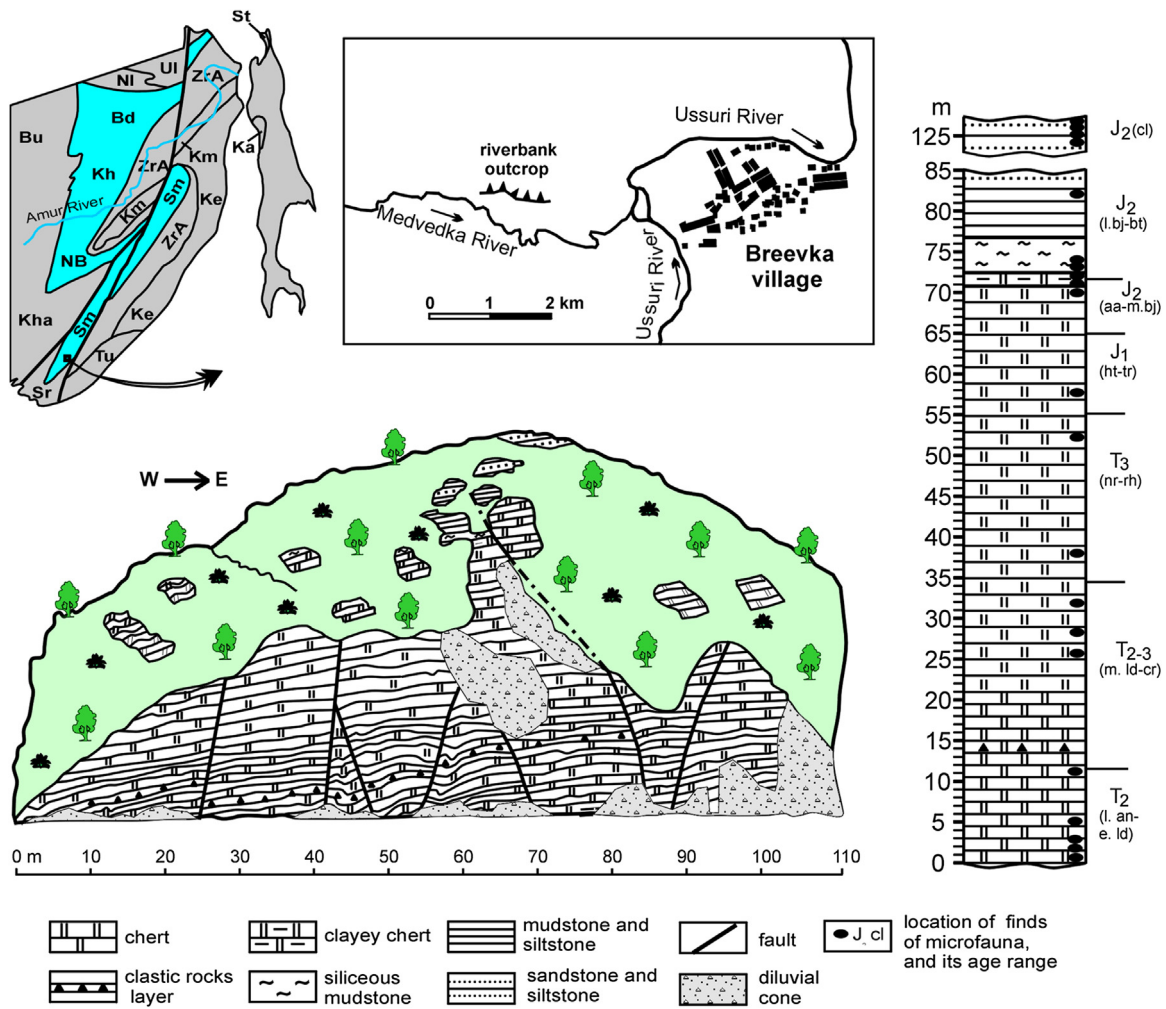 St
Ul
Nl
ZrA
Bu
Bd
Ka
Km
ZrA
Kh
Sm
Ke
Amur River
Km
ZrA
NB
Kha
Ke
Sm
Tu
Sr
Ussuri River
riverbank
outcrop
Medvedka River
Breevka
village
Ussuri River
0 1 2 km
m
125
85
80
75
70
65
60
55
50
45
40
35
30
25
20
15
10
5
0
J2(cl)
J2
(l.bj-bt)
J2
(aa-m.bj)
J1
(ht-tr)
T3
(nr-rh)
T2-3
(m. ld-cr)
T2
(l. an-
e. ld)
W E
0 m 10 20 30 40 50 60 70 80 90 100 110
chert
clastic rocks
layer
clayey chert
siliceous
mudstone
mudstone and
siltstone
sandstone and
siltstone
fault
diluvial
cone
J2 cl
location of finds
of microfauna,
and its age range